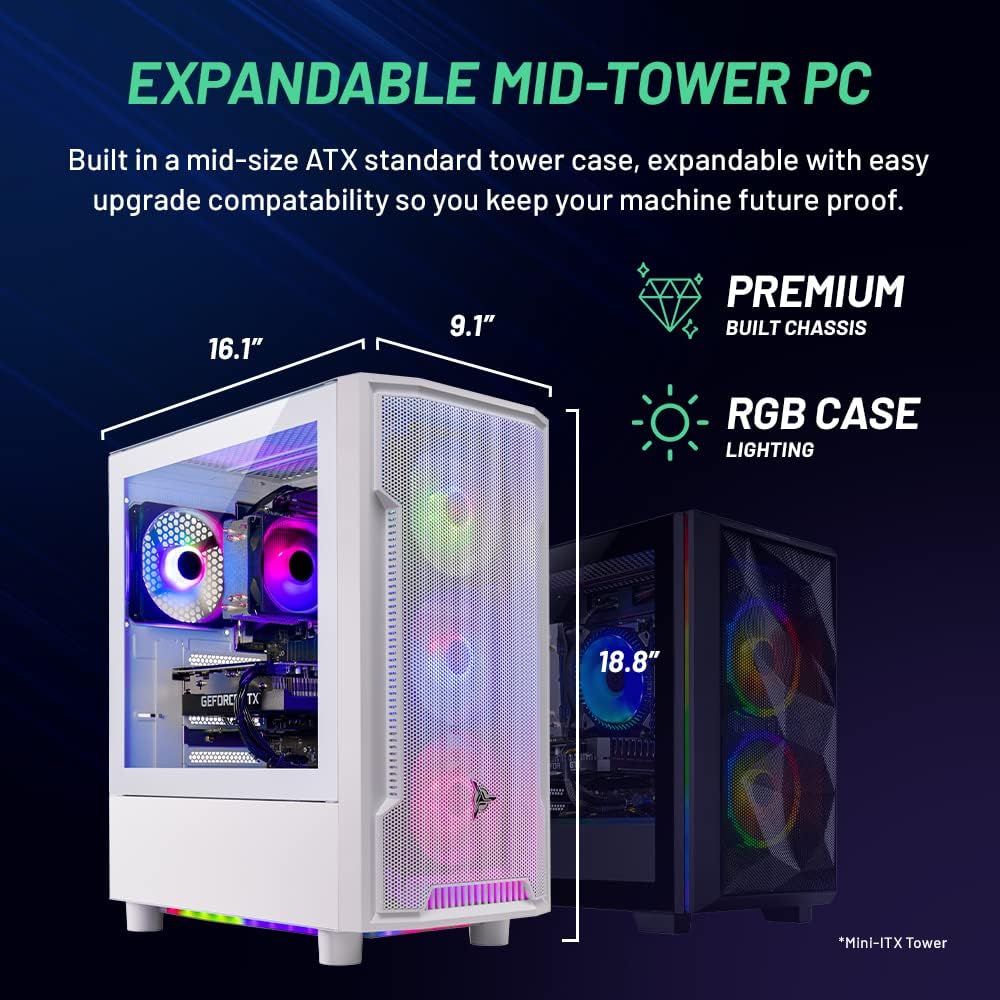 EXPANDABLE MID-TOWER PC
Built in a mid-size ATX standard tower case, expandable with easy
upgrade compatability so you keep your machine future proof.
PREMIUM
BUILT CHASSIS
RGB CASE
LIGHTING
16.1"
9.1"
18.8"
*Mini-ITX Tower